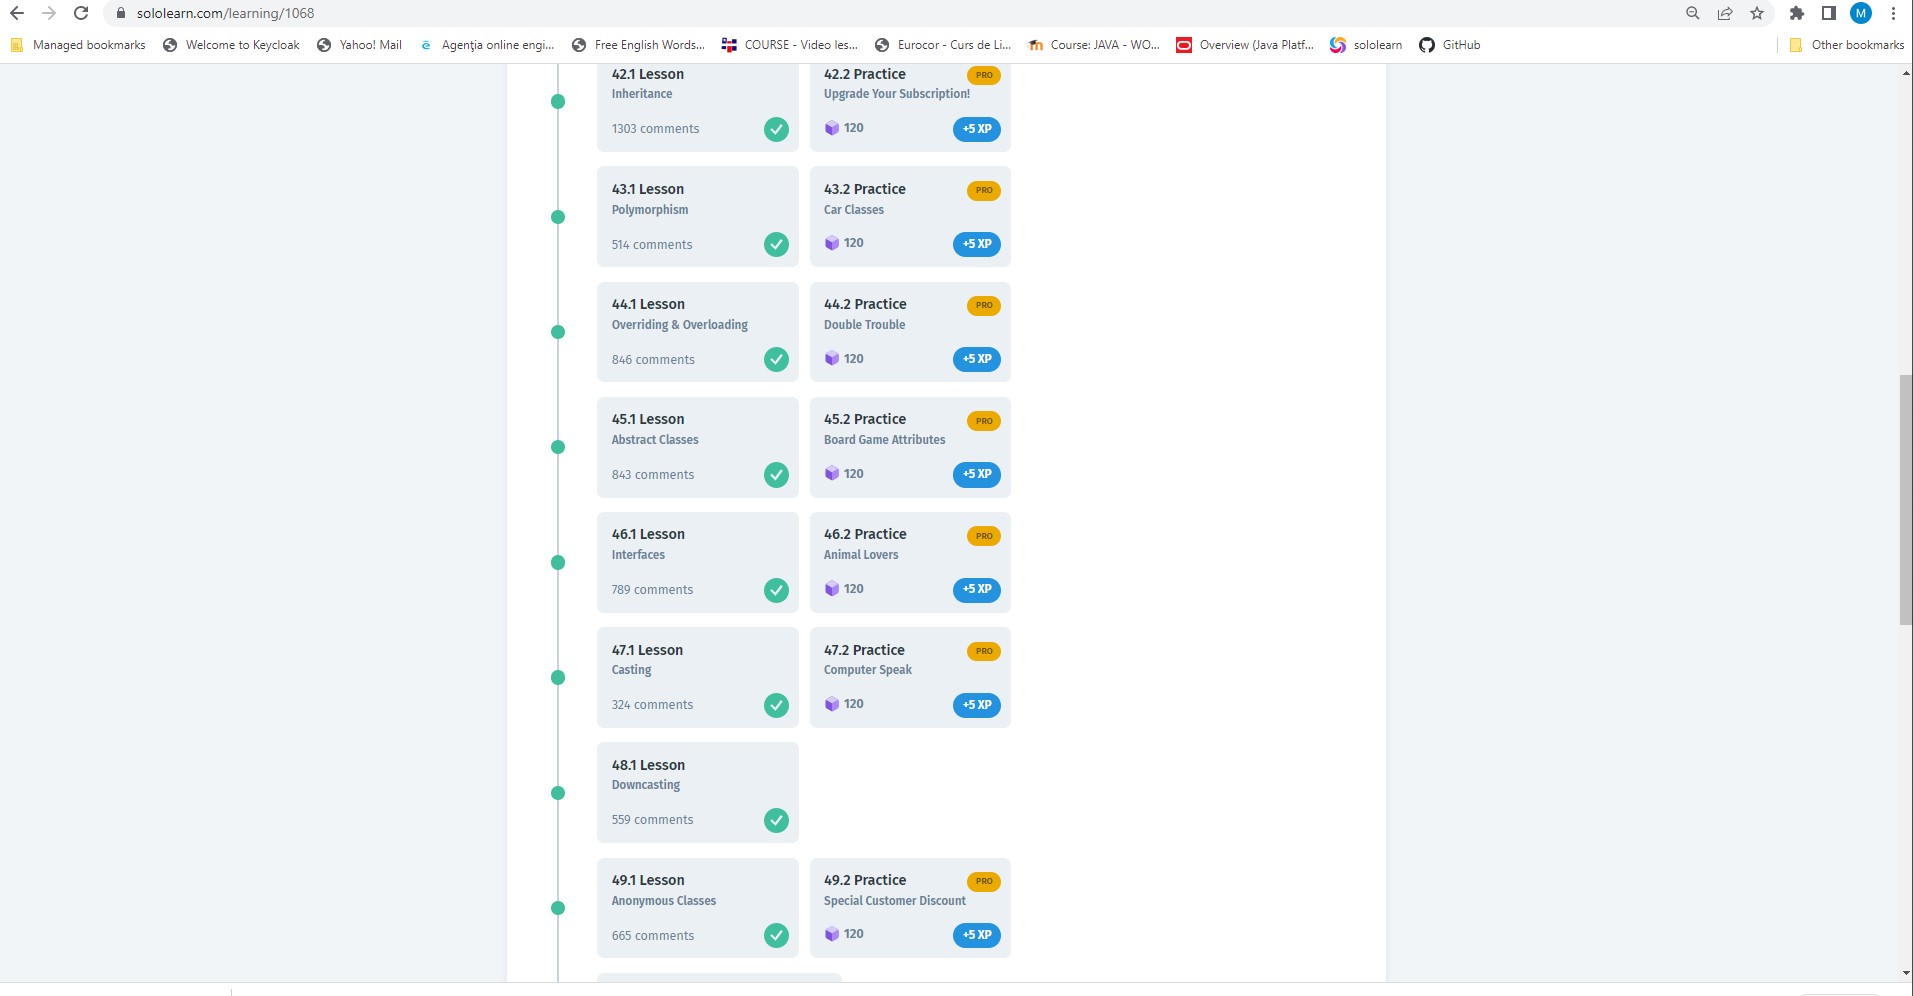 sololearn.com/learning/1068
M
Managed bookmarks Welcome to Keycloak Yahoo! Mail Agenția online engi... Free English Words... COURSE - Video les... Eurocor - Curs de Li... Course: JAVA - WO... Overview (Java Platf... sololearn GitHub Other bookmarks
42.1 Lesson
Inheritance
1303 comments
42.2 Practice PRO
Upgrade Your Subscription!
120 +5 XP
43.1 Lesson
Polymorphism
514 comments
43.2 Practice PRO
Car Classes
120 +5 XP
44.1 Lesson
Overriding & Overloading
846 comments
44.2 Practice PRO
Double Trouble
120 +5 XP
45.1 Lesson
Abstract Classes
843 comments
45.2 Practice PRO
Board Game Attributes
120 +5 XP
46.1 Lesson
Interfaces
789 comments
46.2 Practice PRO
Animal Lovers
120 +5 XP
47.1 Lesson
Casting
324 comments
47.2 Practice PRO
Computer Speak
120 +5 XP
48.1 Lesson
Downcasting
559 comments
49.1 Lesson
Anonymous Classes
665 comments
49.2 Practice PRO
Special Customer Discount
120 +5 XP